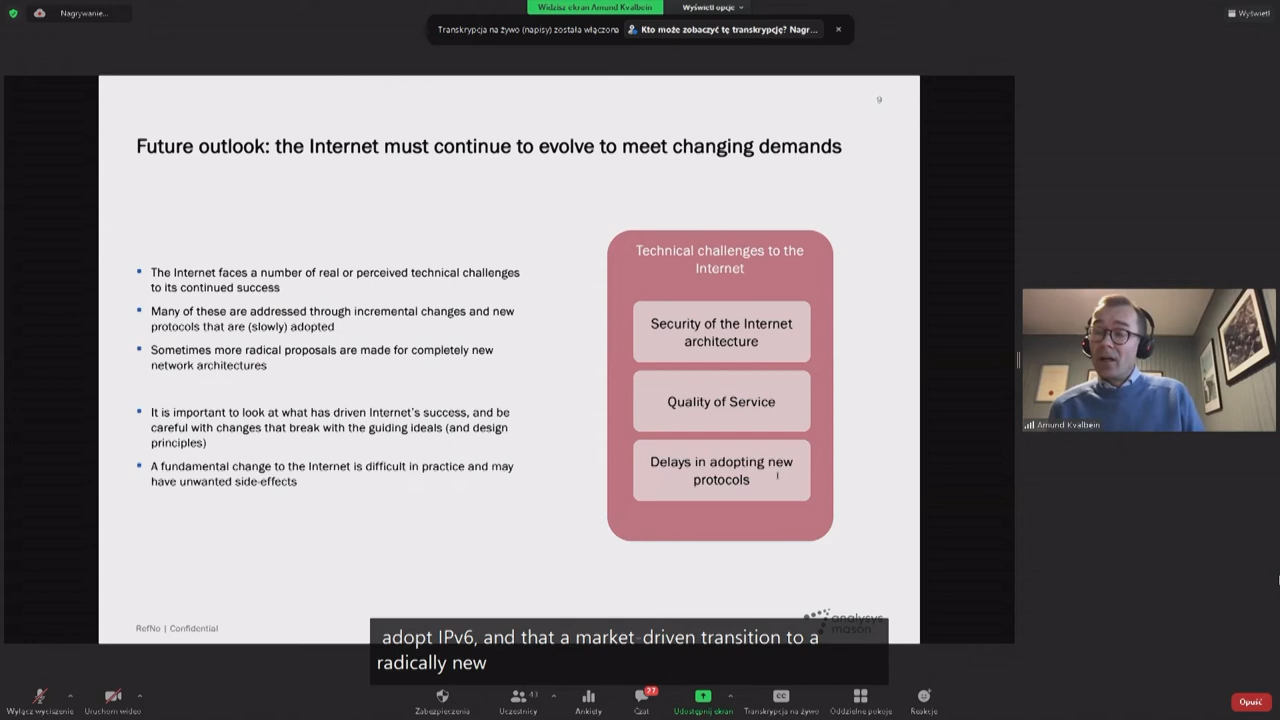 Nagrywanie...
Widzisz ekran Amund Kvalbein
Wyświetl opcje
Wyświetl
Transkrypcja na żywo (napisy) została włączona
Kto może zobaczyć tę transkrypcję? Nagr...
9
Future outlook: the Internet must continue to evolve to meet changing demands
The Internet faces a number of real or perceived technical challenges
to its continued success
Many of these are addressed through incremental changes and new
protocols that are (slowly) adopted
Sometimes more radical proposals are made for completely new
network architectures
It is important to look at what has driven Internet's success, and be
careful with changes that break with the guiding ideals (and design
principles)
A fundamental change to the Internet is difficult in practice and may
have unwanted side-effects
Technical challenges to the
Internet
Security of the Internet
architecture
Quality of Service
Delays in adopting new
protocols
Amund Kvalbein
RefNo | Confidential
analysys
mason
adopt IPv6, and that a market-driven transition to a
radically new
Wyłącz wyciszenie
Uruchom wideo
Zabezpieczenia
43
Uczestnicy
Ankiety
27
Czat
Udostępnij ekran
CC
Transkrypcja na żywo
Oddzielne pokoje
Reakcje
Opuść